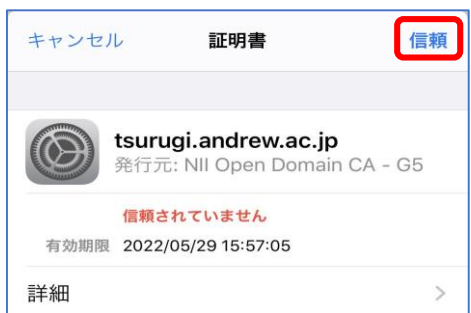 キャンセル 証明書 信頼
tsurugi.andrew.ac.jp
発行元: NII Open Domain CA - G5
信頼されていません
有効期限 2022/05/29 15:57:05
詳細